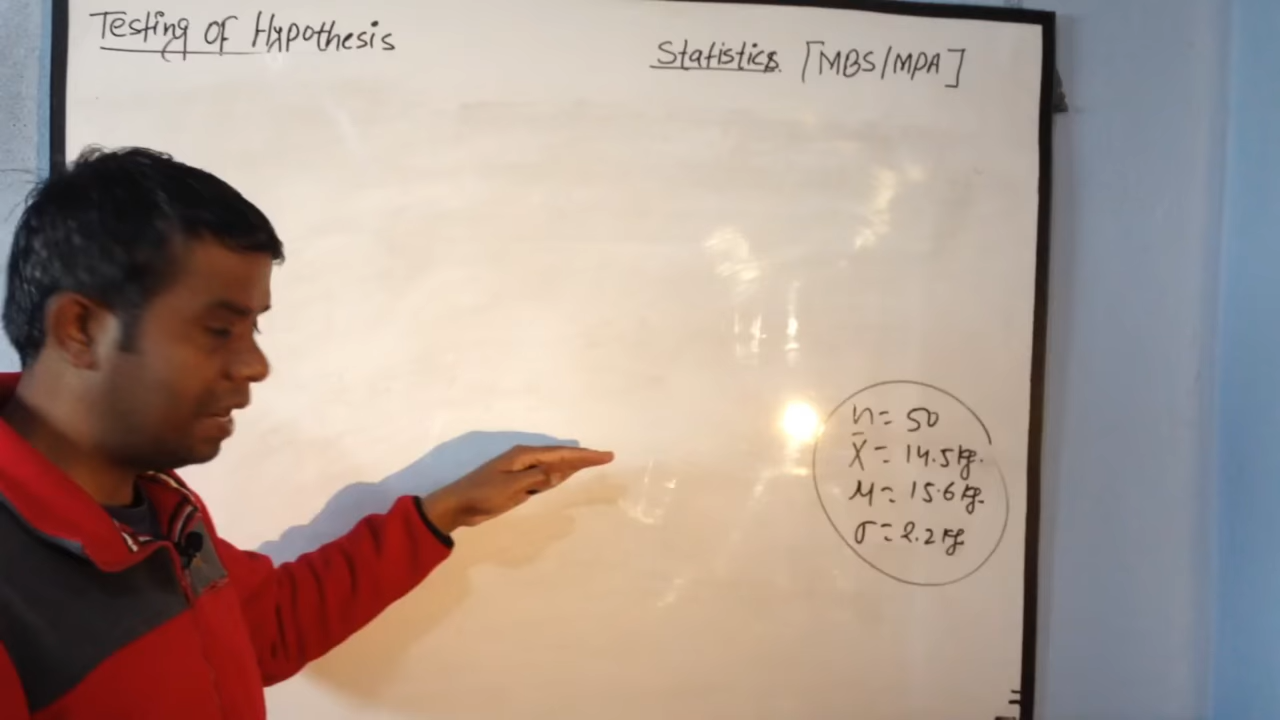 Testing of Hypothesis
Statistics [MBS/MPA]
n = 50
X̄ = 14.5 kg.
μ = 15.6 kg.
σ = 2.2 kg